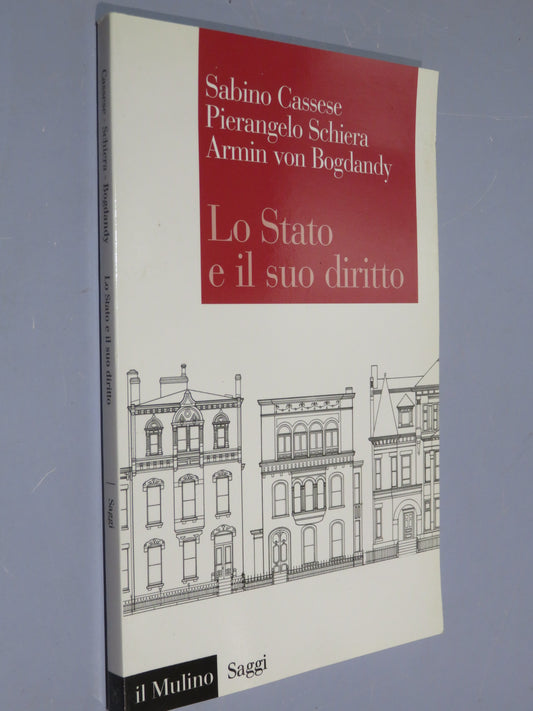 Sabino Cassese
Pierangelo Schiera
Armin von Bogdandy
Lo Stato
e il suo diritto
il Mulino
Saggi
Cassese - Schiera - Bogdandy
Lo Stato e il suo diritto
Saggi